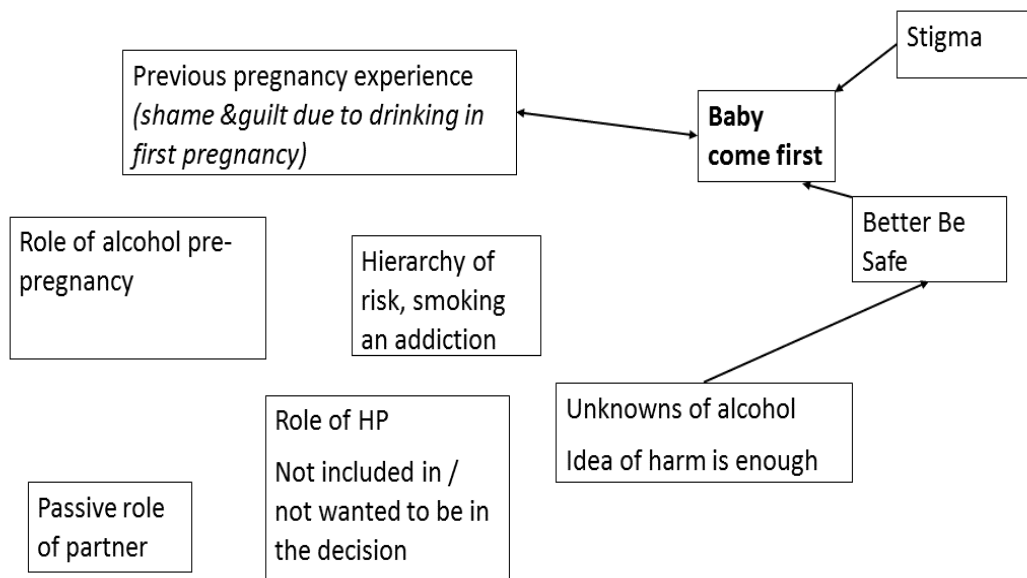 Stigma
Previous pregnancy experience
(shame &guilt due to drinking in
first pregnancy)
Baby
come first
Better Be
Safe
Role of alcohol pre-
pregnancy
Hierarchy of
risk, smoking
an addiction
Unknowns of alcohol
Idea of harm is enough
Role of HP
Not included in /
not wanted to be in
the decision
Passive role
of partner